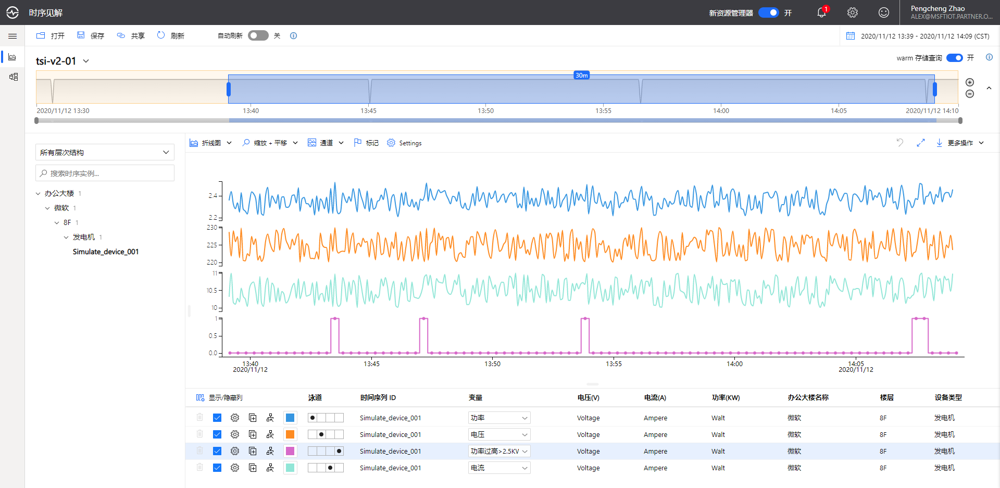 时序见解
新资源管理器 开 1
Pengcheng Zhao
ALEX@MSFTIOT.PARTNER.O...
打开 保存 共享 刷新 自动刷新 关
2020/11/12 13:39 - 2020/11/12 14:09 (CST)
tsi-v2-01
warm 存储查询 开
30m
2020/11/12 13:30 13:40 13:45 13:50 13:55 14:00 14:05 2020/11/12 14:10
所有层次结构
搜索时序实例...
办公大楼 1
微软 1
8F 1
发电机 1
Simulate_device_001
折线图 缩放 + 平移 通道 标记 Settings 更多操作
2.4
2.2
230
225
220
11
10.5
10
1
0.5
0.0
13:40 13:45 13:50 13:55 14:00 14:05
2020/11/12 2020/11/12
显示/隐藏列 泳道 时间序列 ID 变量 电压(V) 电流(A) 功率(KW) 办公大楼名称 楼层 设备类型
Simulate_device_001 功率 Voltage Ampere Walt 微软 8F 发电机
Simulate_device_001 电压 Voltage Ampere Walt 微软 8F 发电机
Simulate_device_001 功率过高>2.5KV Voltage Ampere Walt 微软 8F 发电机
Simulate_device_001 电流 Voltage Ampere Walt 微软 8F 发电机